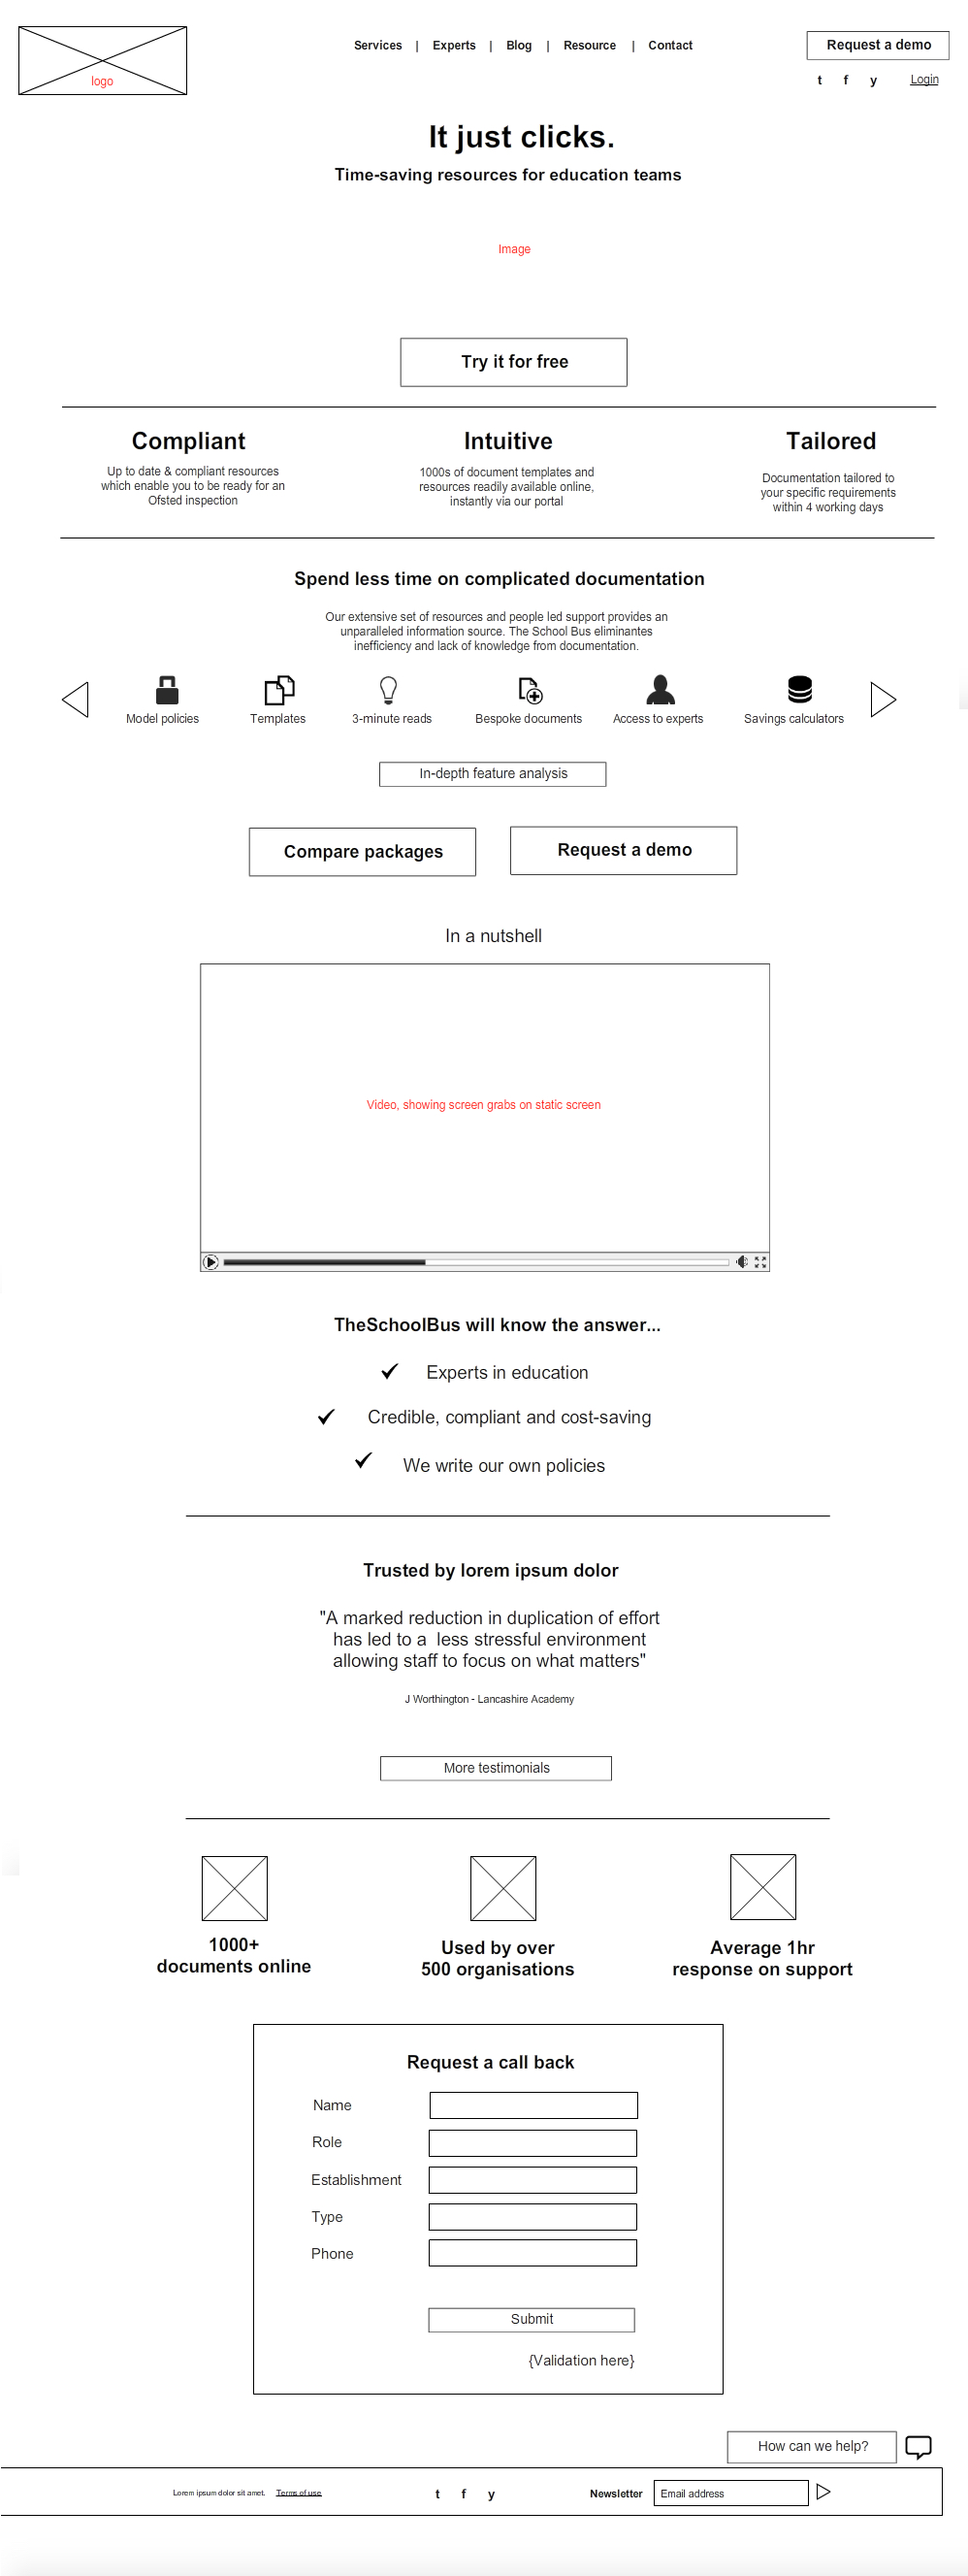 logo
Services | Experts | Blog | Resource | Contact
Request a demo
t f y Login
It just clicks.
Time-saving resources for education teams
Image
Try it for free
Compliant
Up to date & compliant resources
which enable you to be ready for an
Ofsted inspection
Intuitive
1000s of document templates and
resources readily available online,
instantly via our portal
Tailored
Documentation tailored to
your specific requirements
within 4 working days
Spend less time on complicated documentation
Our extensive set of resources and people led support provides an
unparalleled information source. The School Bus eliminantes
inefficiency and lack of knowledge from documentation.
Model policies
Templates
3-minute reads
Bespoke documents
Access to experts
Savings calculators
In-depth feature analysis
Compare packages
Request a demo
In a nutshell
Video, showing screen grabs on static screen
TheSchoolBus will know the answer...
Experts in education
Credible, compliant and cost-saving
We write our own policies
Trusted by lorem ipsum dolor
"A marked reduction in duplication of effort
has led to a  less stressful environment
allowing staff to focus on what matters"
J Worthington - Lancashire Academy
More testimonials
1000+
documents online
Used by over
500 organisations
Average 1hr
response on support
Request a call back
Name
Role
Establishment
Type
Phone
Submit
{Validation here}
How can we help?
Lorem ipsum dolor sit amet. Terms of use
t f y
Newsletter
Email address